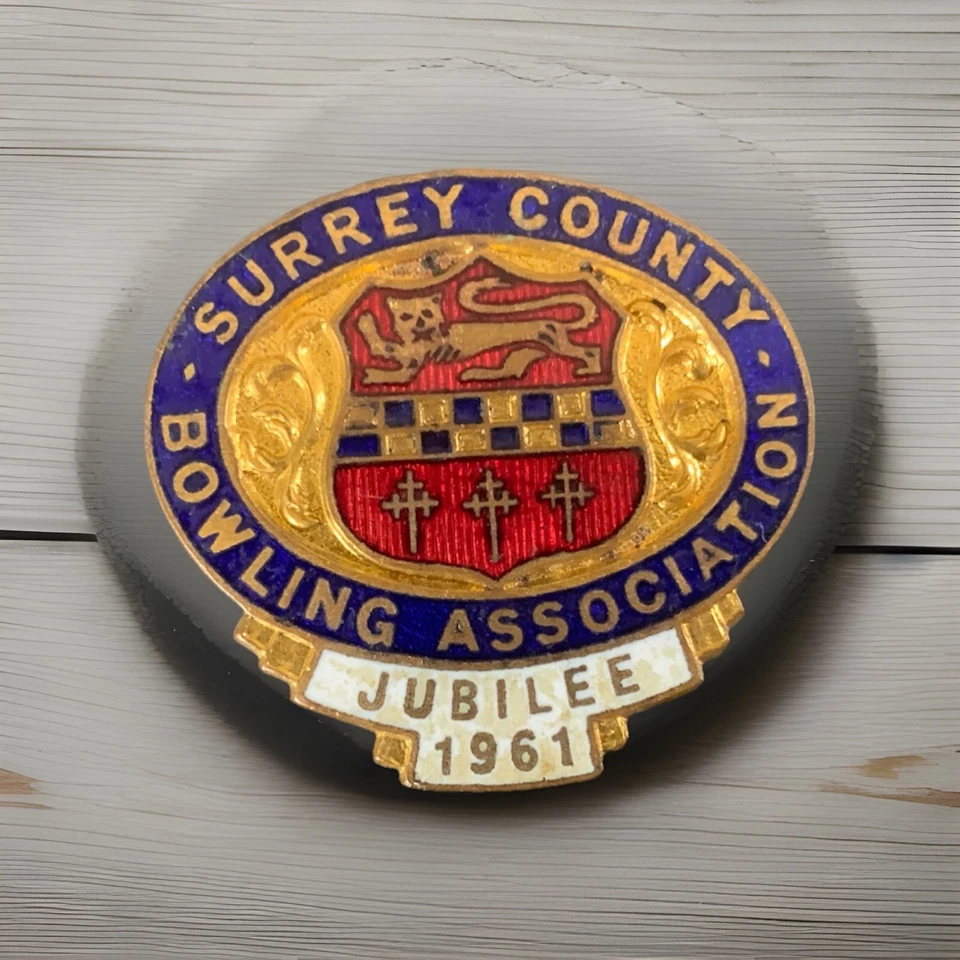 · SURREY COUNTY ·
BOWLING ASSOCIATION
JUBILEE
1961